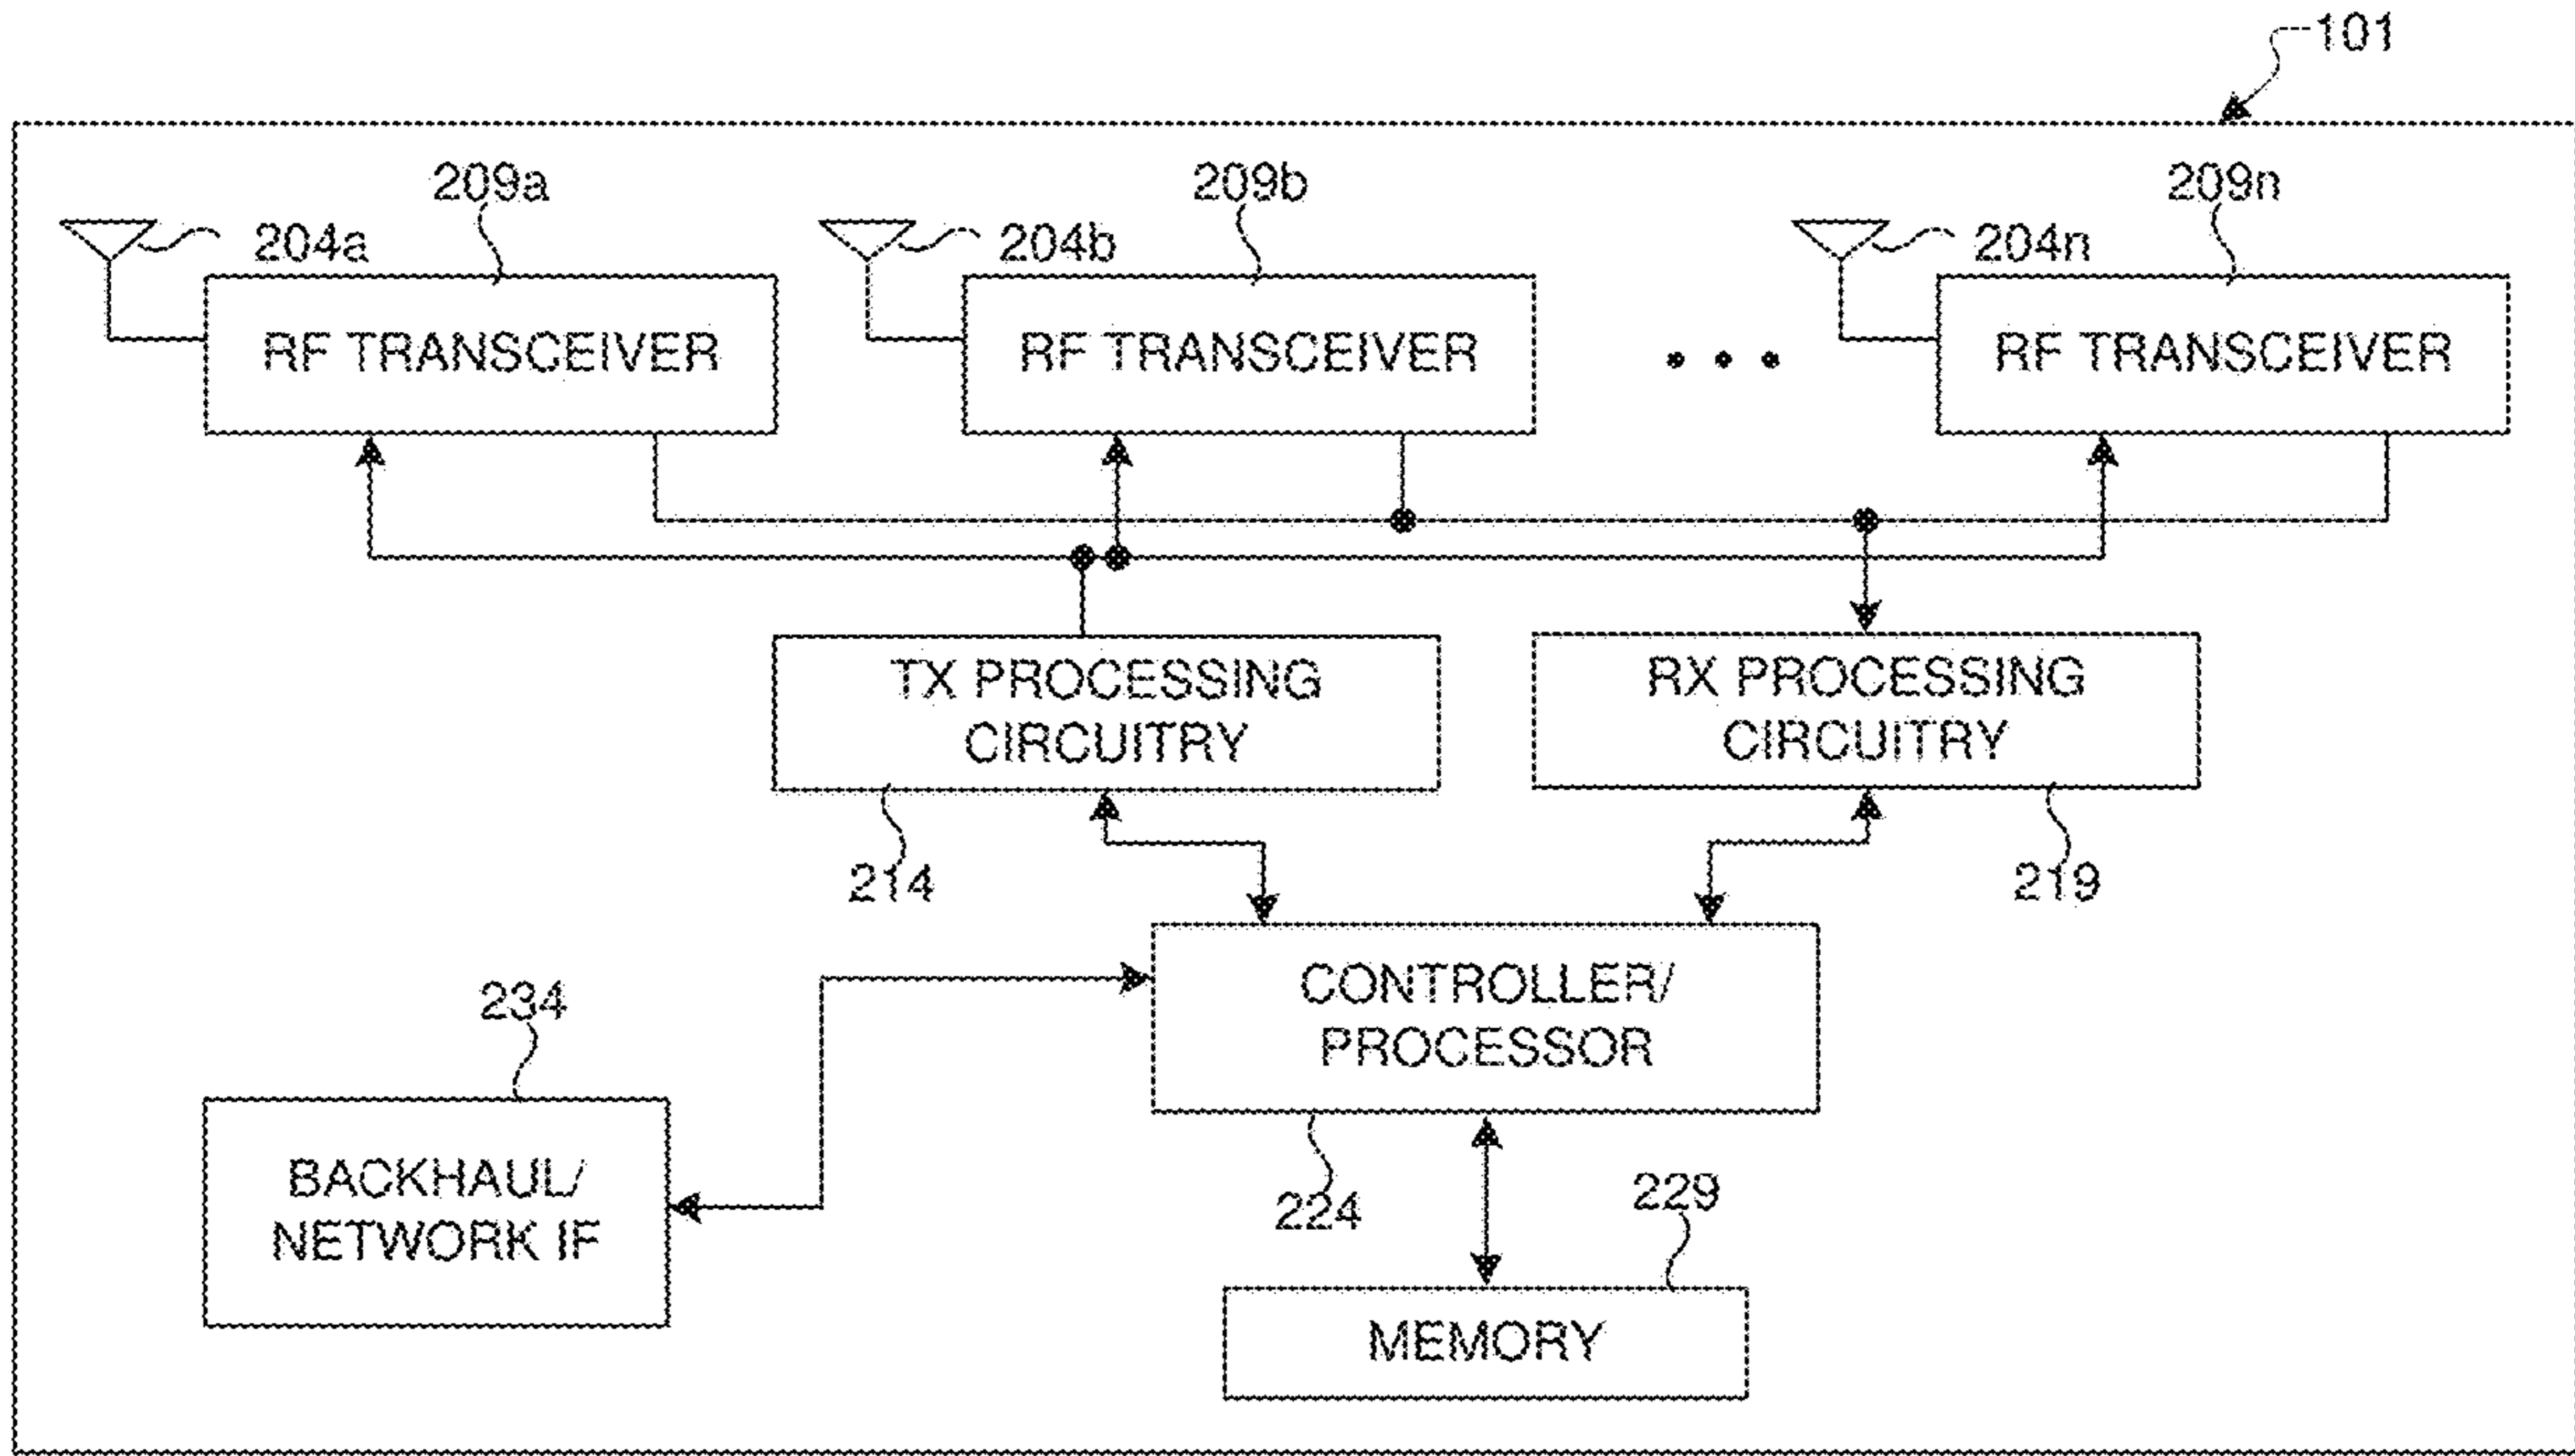 101
209a
209b
209n
204a
204b
204n
RF TRANSCEIVER
RF TRANSCEIVER
RF TRANSCEIVER
TX PROCESSING
CIRCUITRY
RX PROCESSING
CIRCUITRY
214
219
CONTROLLER/
PROCESSOR
234
BACKHAUL/
NETWORK IF
224
229
MEMORY